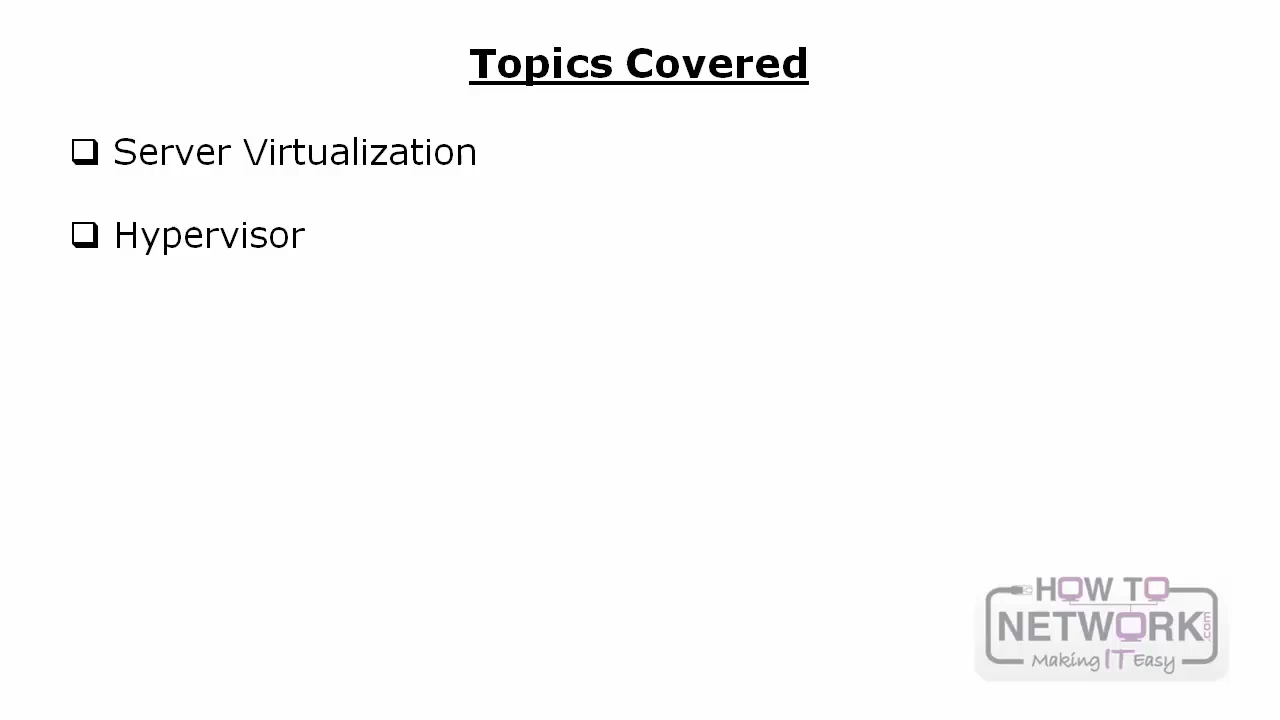 Topics Covered
Server Virtualization
Hypervisor
HOW TO
NETWORK.com
Making IT Easy